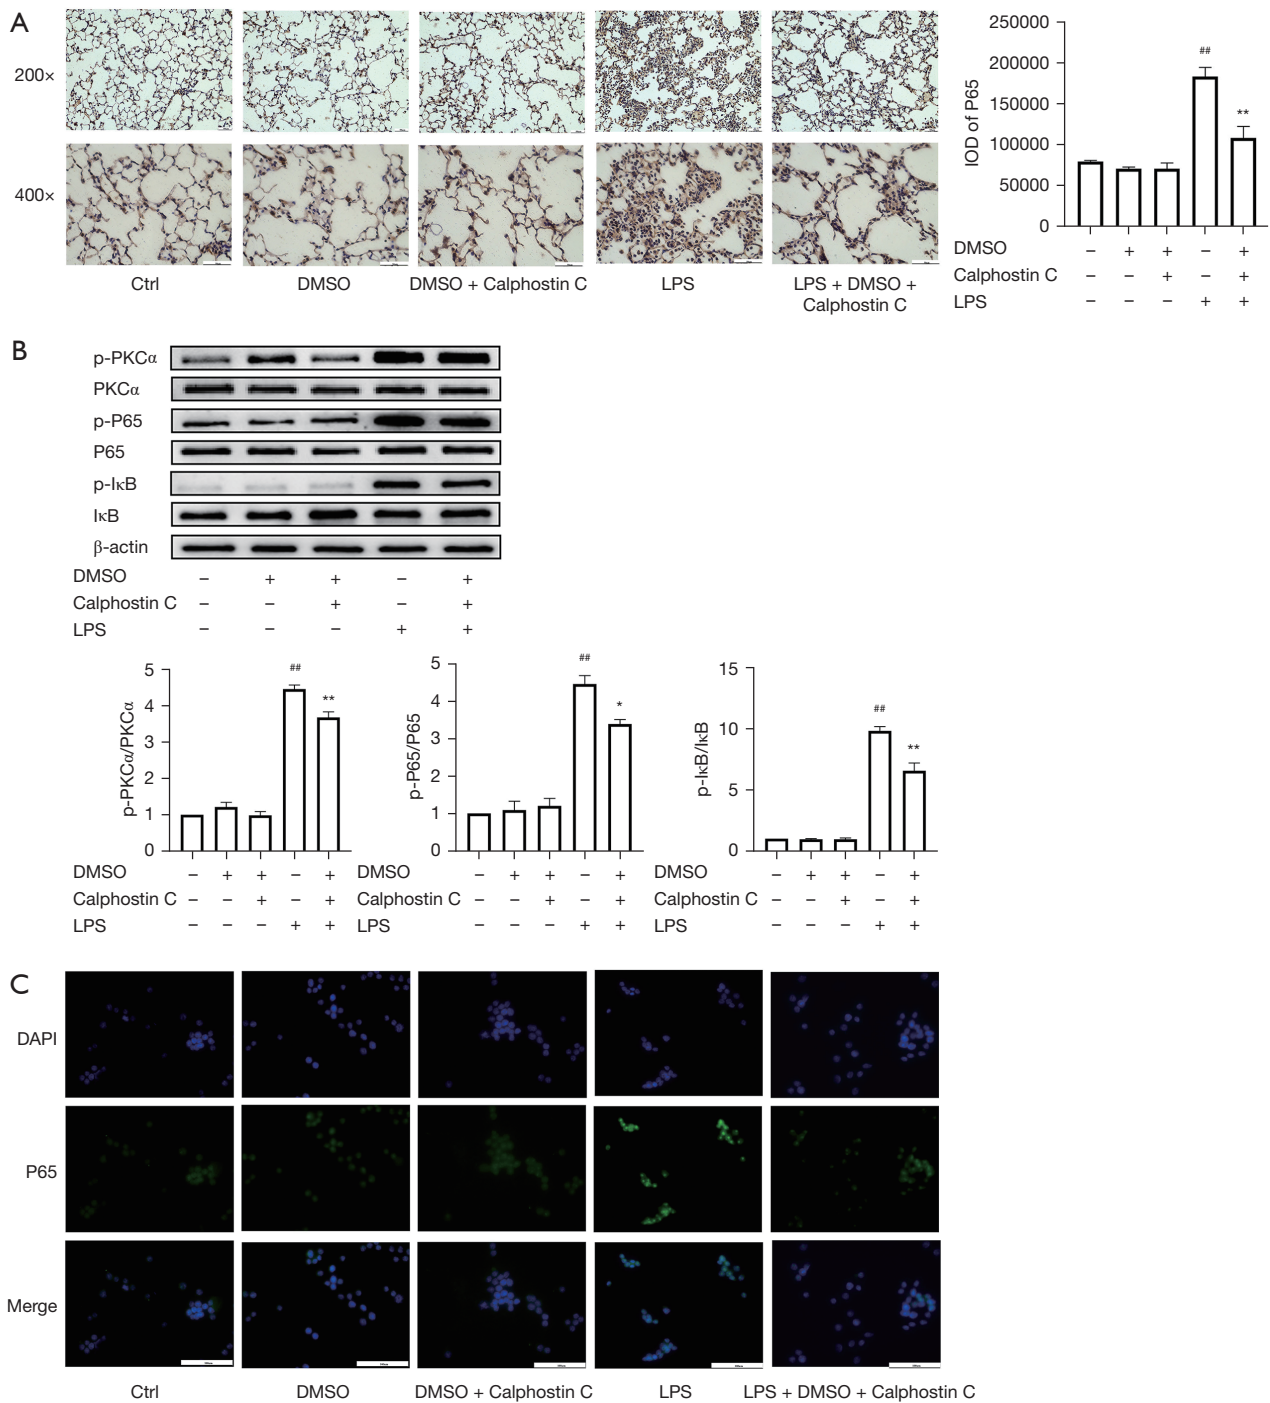 A
200×
400×
Ctrl
DMSO
DMSO + Calphostin C
LPS
LPS + DMSO +
Calphostin C
IOD of P65
250000
200000
150000
100000
50000
0
##
**
DMSO − + + − +
Calphostin C − − + − +
LPS − − − + +
B
p-PKCα
PKCα
p-P65
P65
p-IκB
IκB
β-actin
DMSO − + + − +
Calphostin C − − + − +
LPS − − − + +
p-PKCα/PKCα
5
4
3
2
1
0
##
**
DMSO − + + − +
Calphostin C − − + − +
LPS − − − + +
p-P65/P65
5
4
3
2
1
0
##
*
DMSO − + + − +
Calphostin C − − + − +
LPS − − − + +
p-IκB/IκB
15
10
5
0
##
**
DMSO − + + − +
Calphostin C − − + − +
LPS − − − + +
C
DAPI
P65
Merge
Ctrl
DMSO
DMSO + Calphostin C
LPS
LPS + DMSO + Calphostin C